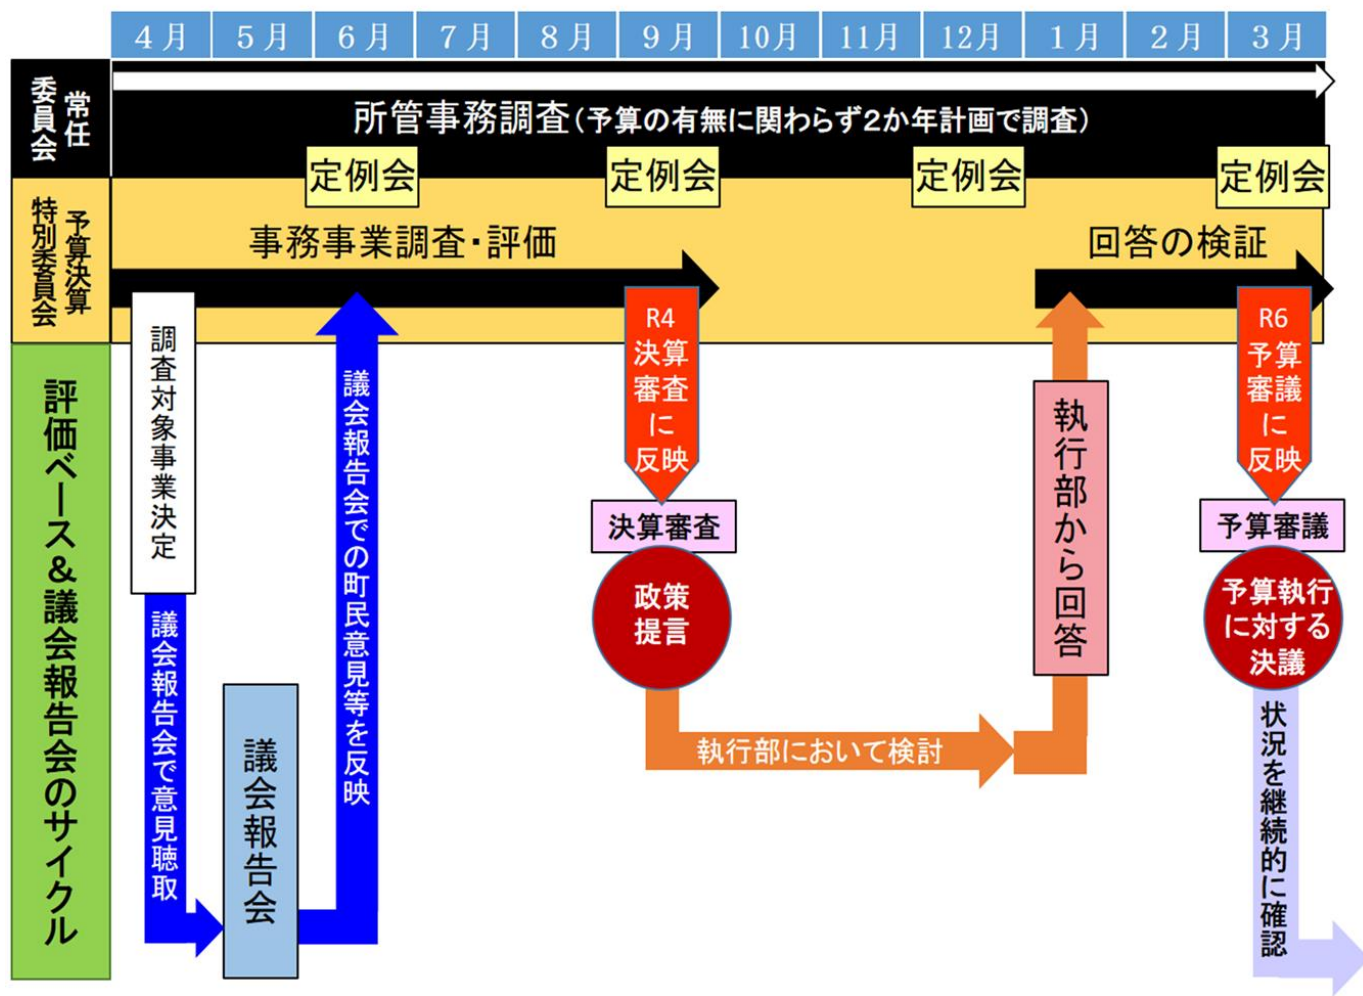 4月 5月 6月 7月 8月 9月 10月 11月 12月 1月 2月 3月
常任
委員会
所管事務調査(予算の有無に関わらず2か年計画で調査)
定例会 定例会 定例会 定例会
予算決算
特別委員会
事務事業調査・評価
回答の検証
評価ベース&議会報告会のサイクル
調査対象事業決定
議会報告会で意見聴取
議会報告会
議会報告会での町民意見等を反映
R4
決算
審査
に
反映
決算審査
政策
提言
執行部において検討
執行部から回答
R6
予算
審議
に
反映
予算審議
予算執行
に対する
決議
状況を継続的に確認